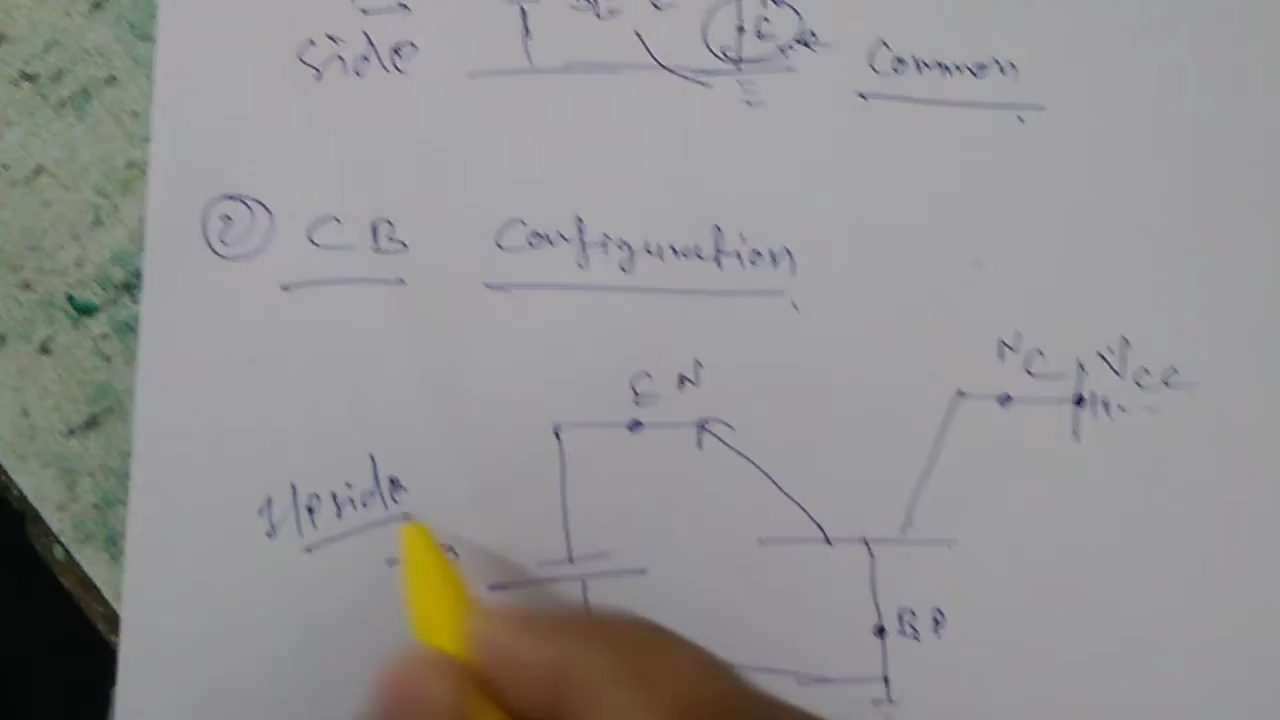 side
Common
② CB Configuration
E N
N C VCC
I/P side
B P